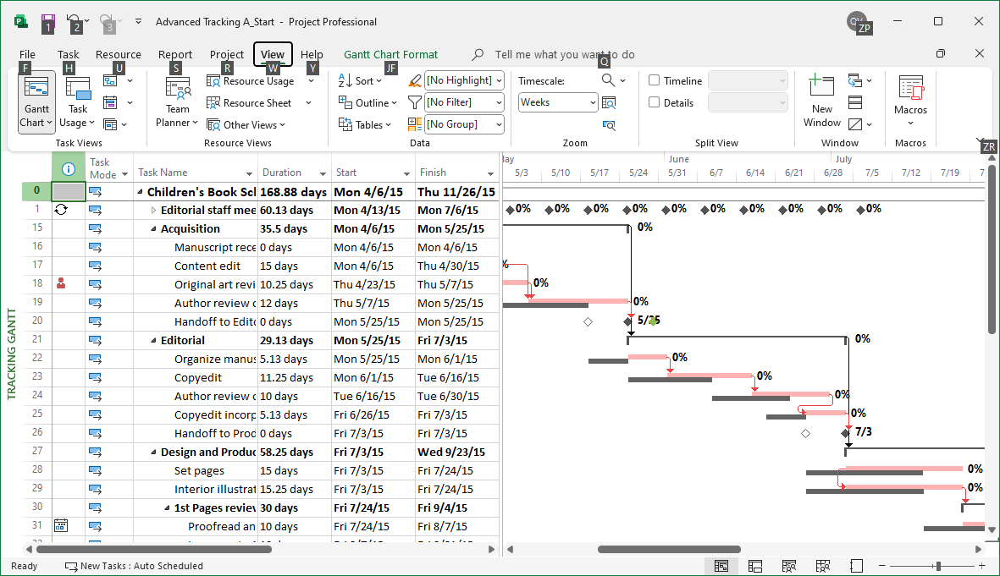 Advanced Tracking A_Start - Project Professional
1 2 3 ZP
File Task Resource Report Project View Help Gantt Chart Format Tell me what you want to do
F H U S R W Y JF Q
Gantt Chart
Task Usage
Team Planner
Resource Usage
Resource Sheet
Other Views
Sort
Outline
Tables
[No Highlight]
[No Filter]
[No Group]
Timescale:
Weeks
Timeline
Details
New Window
Macros
Task Views Resource Views Data Zoom Split View Window Macros
ZR
Task Mode Task Name Duration Start Finish
June July
5/3 5/10 5/17 5/24 5/31 6/7 6/14 6/21 6/28 7/5 7/12 7/19
0 Children's Book Sch 168.88 days Mon 4/6/15 Thu 11/26/15
1 Editorial staff mee 60.13 days Mon 4/13/15 Mon 7/6/15 0% 0% 0% 0% 0% 0% 0% 0% 0% 0%
15 Acquisition 35.5 days Mon 4/6/15 Mon 5/25/15 0%
16 Manuscript rece 0 days Mon 4/6/15 Mon 4/6/15
17 Content edit 15 days Mon 4/6/15 Thu 4/30/15
18 Original art revi 10.25 days Thu 4/23/15 Thu 5/7/15 0%
19 Author review 12 days Thu 5/7/15 Mon 5/25/15 0%
20 Handoff to Edito 0 days Mon 5/25/15 Mon 5/25/15 5/25
21 Editorial 29.13 days Mon 5/25/15 Fri 7/3/15 0%
22 Organize manus 5.13 days Mon 5/25/15 Mon 6/1/15 0%
23 Copyedit 11.25 days Mon 6/1/15 Tue 6/16/15 0%
24 Author review 10 days Tue 6/16/15 Tue 6/30/15 0%
25 Copyedit incorp 5.13 days Fri 6/26/15 Fri 7/3/15 0%
26 Handoff to Prod 0 days Fri 7/3/15 Fri 7/3/15 7/3
27 Design and Produc 58.25 days Fri 7/3/15 Wed 9/23/15
28 Set pages 15 days Fri 7/3/15 Fri 7/24/15 0%
29 Interior illustrat 15.25 days Fri 7/3/15 Fri 7/24/15 0%
30 1st Pages review 30 days Fri 7/24/15 Fri 9/4/15
31 Proofread an 10 days Fri 7/24/15 Fri 8/7/15
TRACKING GANTT
Ready New Tasks : Auto Scheduled